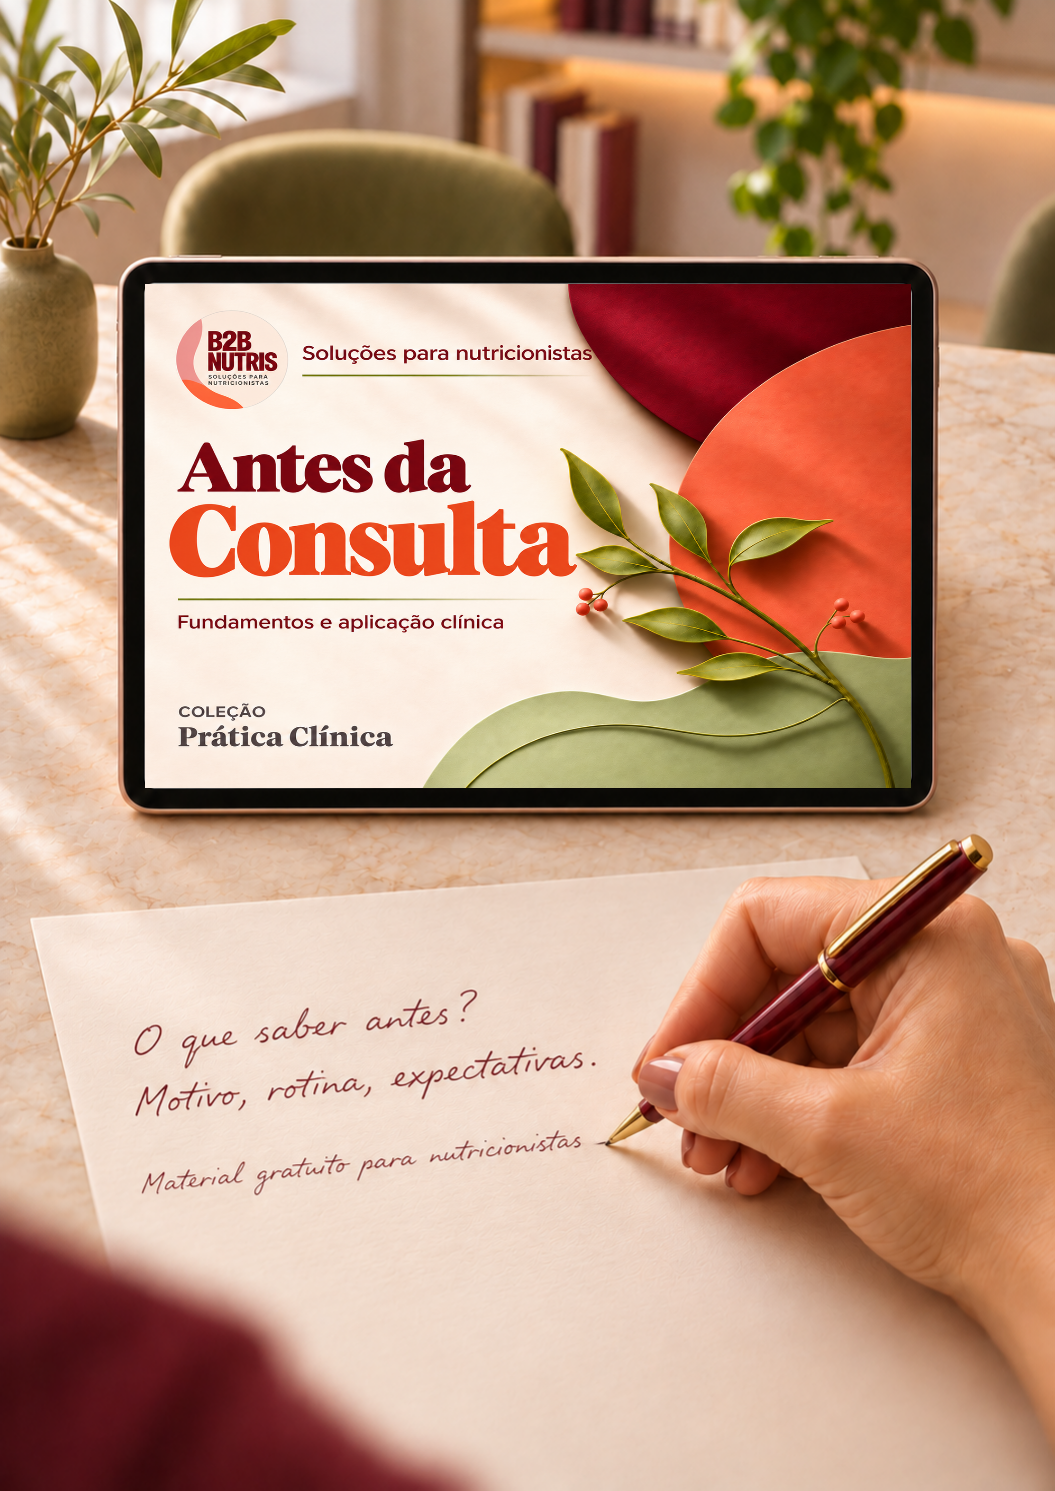 B2B
NUTRIS
SOLUÇÕES PARA
NUTRICIONISTAS
Soluções para nutricionistas
Antes da
Consulta
Fundamentos e aplicação clínica
COLEÇÃO
Prática Clínica
O que saber antes?
Motivo, rotina, expectativas.
Material gratuito para nutricionistas